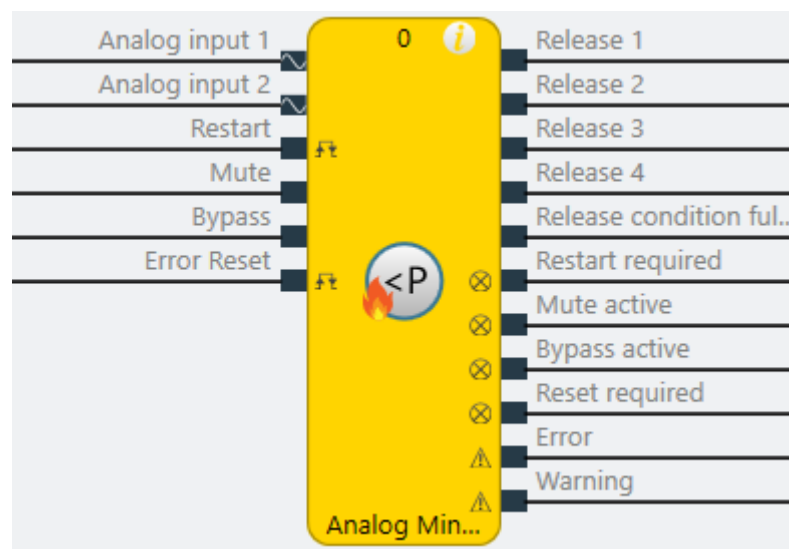 Analog input 1
Analog input 2
Restart
Mute
Bypass
Error Reset
0
i
<P
Analog Min...
Release 1
Release 2
Release 3
Release 4
Release condition ful...
Restart required
Mute active
Bypass active
Reset required
Error
Warning